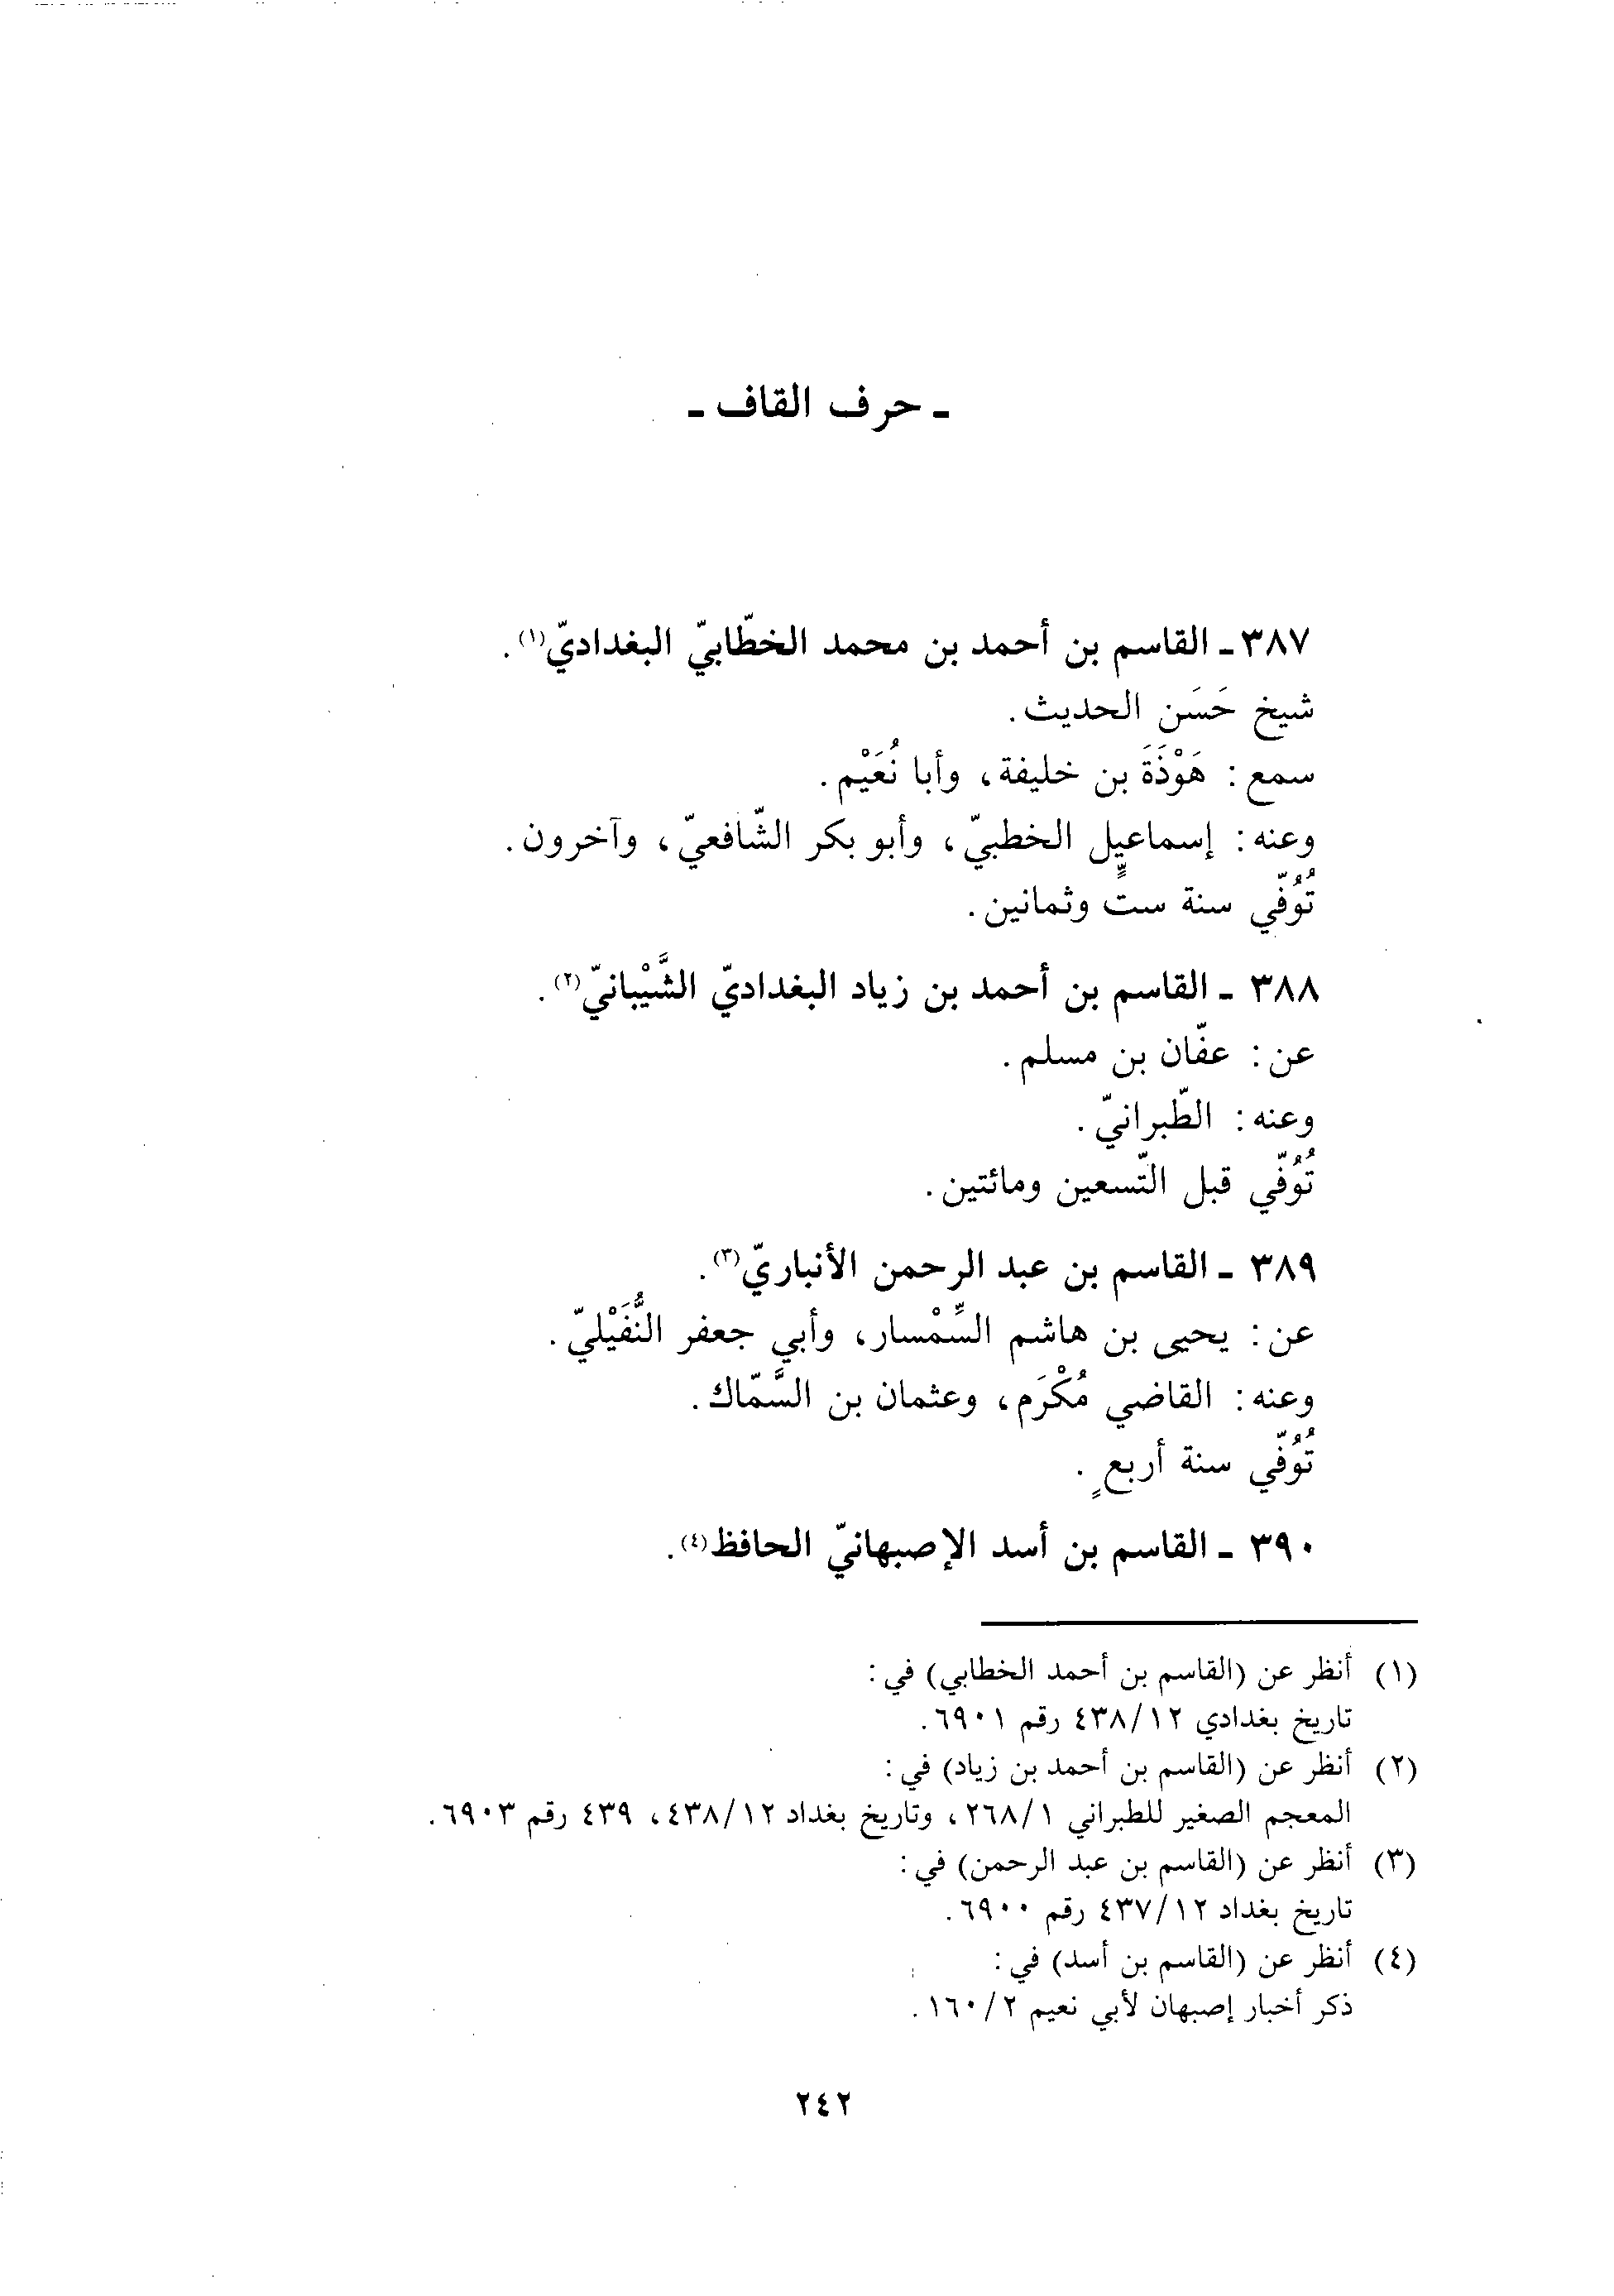 ـ حرف القاف ـ
٣٨٧ ـ القاسم بن أحمد بن محمد الخطّابيّ البغداديّ(١).
شيخ حَسَن الحديث.
سمع: هَوْذَةَ بن خليفة، وأبا نُعَيْم.
وعنه: إسماعيل الخطبيّ، وأبو بكر الشّافعيّ، وآخرون.
تُوُفّي سنة ستٍّ وثمانين.
٣٨٨ ـ القاسم بن أحمد بن زياد البغداديّ الشَّيْبانيّ(٢).
عن: عفّان بن مسلم.
وعنه: الطّبرانيّ.
تُوُفّي قبل التّسعين ومائتين.
٣٨٩ ـ القاسم بن عبد الرحمن الأنباريّ(٣).
عن: يحيى بن هاشم السِّمْسار، وأبي جعفر النُّفَيْليّ.
وعنه: القاضي مُكْرَم، وعثمان بن السَّمّاك.
تُوُفّي سنة أربعٍ.
٣٩٠ ـ القاسم بن أسد الإصبهانيّ الحافظ(٤).
(١) أنظر عن (القاسم بن أحمد الخطابي) في:
تاريخ بغدادي ٤٣٨/١٢ رقم ٦٩٠١.
(٢) أنظر عن (القاسم بن أحمد بن زياد) في:
المعجم الصغير للطبراني ٢٦٨/١، وتاريخ بغداد ٤٣٨/١٢، ٤٣٩ رقم ٦٩٠٣.
(٣) أنظر عن (القاسم بن عبد الرحمن) في:
تاريخ بغداد ٤٣٧/١٢ رقم ٦٩٠٠.
(٤) أنظر عن (القاسم بن أسد) في:
ذكر أخبار إصبهان لأبي نعيم ١٦٠/٢.
٢٤٢